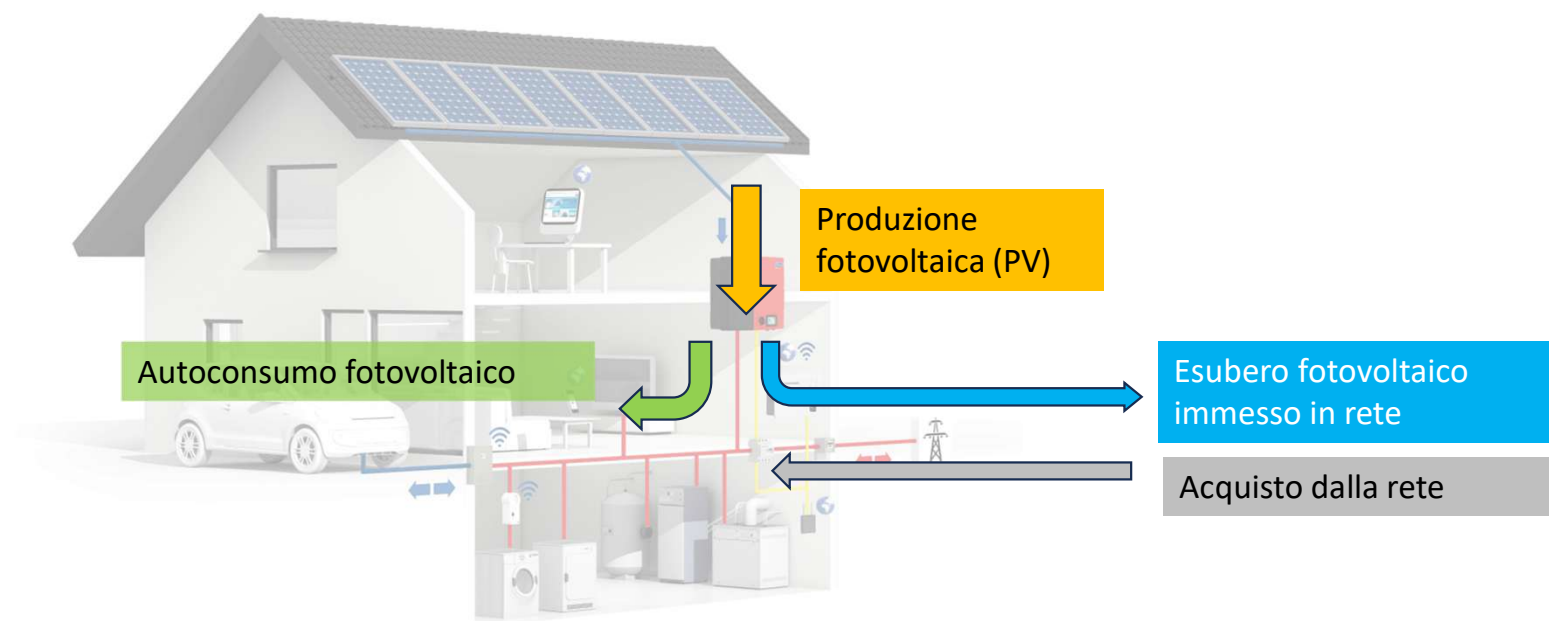 Produzione
fotovoltaica (PV)
Autoconsumo fotovoltaico
Esubero fotovoltaico
immesso in rete
Acquisto dalla rete